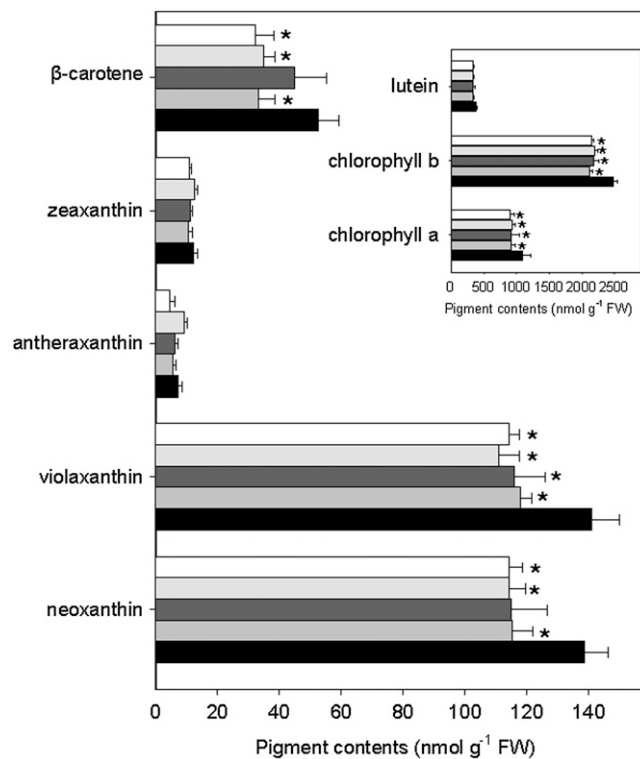 β-carotene
*
*
*
zeaxanthin
antheraxanthin
violaxanthin
*
*
*
*
neoxanthin
*
*
*
0 20 40 60 80 100 120 140
Pigment contents (nmol g⁻¹ FW)
lutein
chlorophyll b
*
*
*
*
chlorophyll a
*
*
*
*
0 500 1000 1500 2000 2500
Pigment contents (nmol g⁻¹ FW)